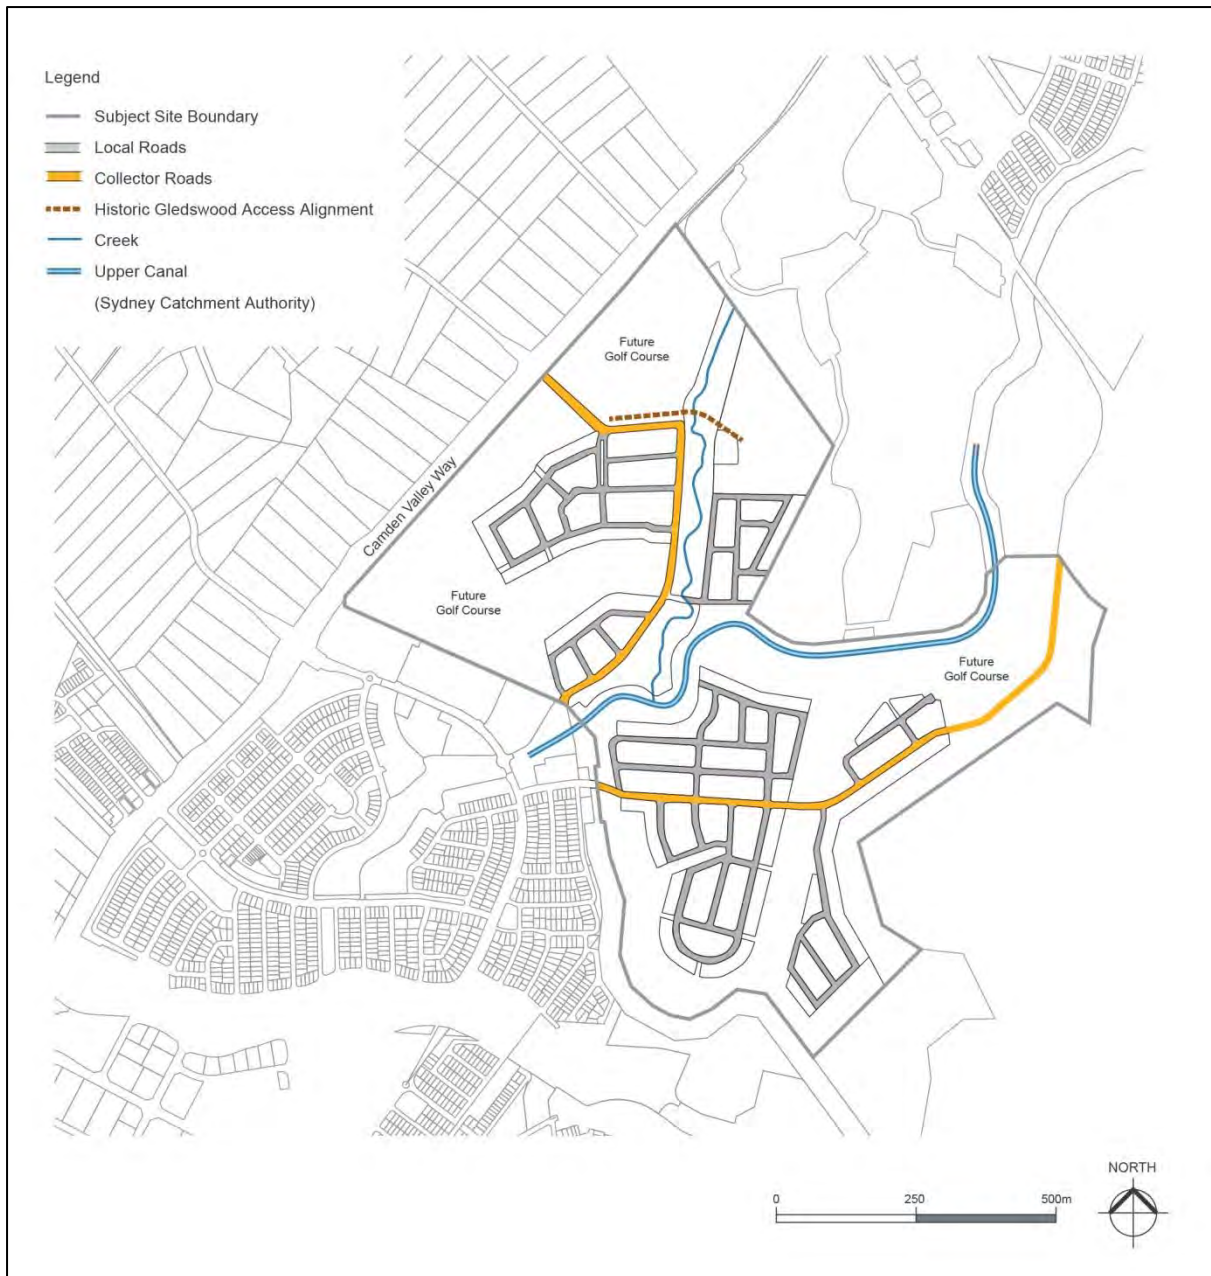 Legend
Subject Site Boundary
Local Roads
Collector Roads
Historic Gledswood Access Alignment
Creek
Upper Canal
(Sydney Catchment Authority)
Future
Golf Course
Camden Valley Way
Future
Golf Course
Future
Golf Course
NORTH
0
250
500m